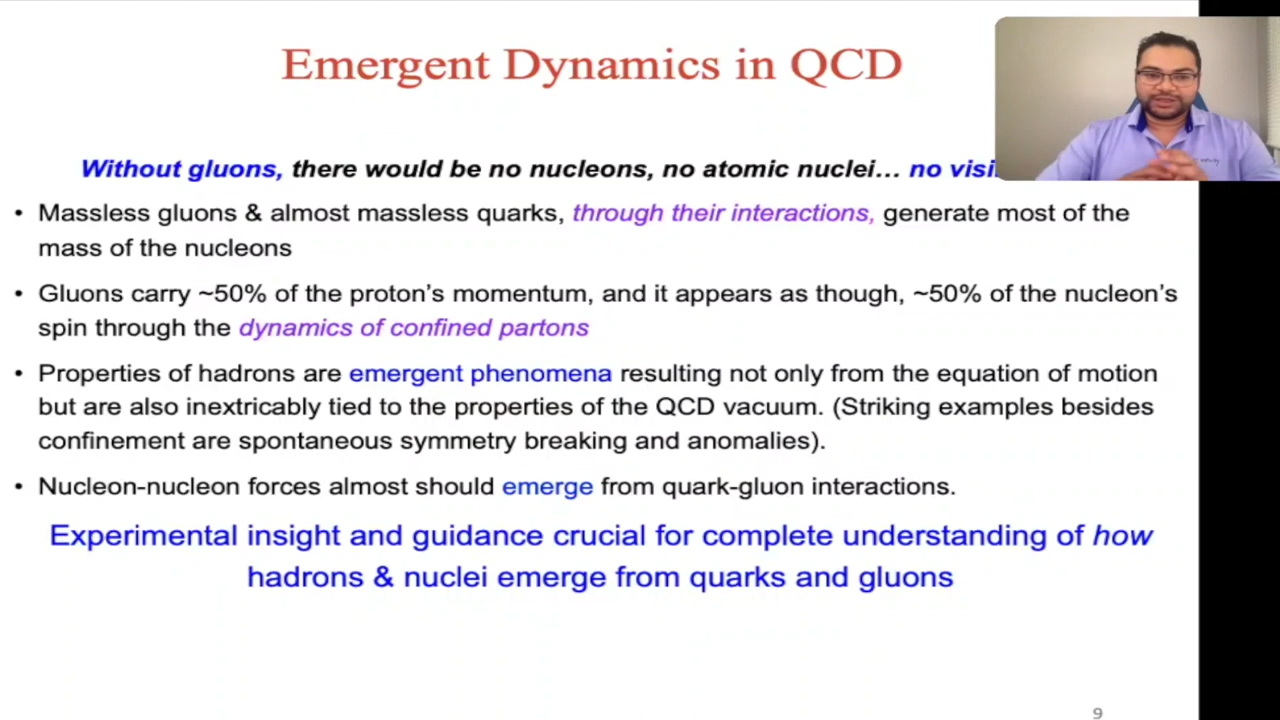 Emergent Dynamics in QCD
Without gluons, there would be no nucleons, no atomic nuclei… no
• Massless gluons & almost massless quarks, through their interactions, generate most of the
mass of the nucleons
• Gluons carry ~50% of the proton's momentum, and it appears as though, ~50% of the nucleon's
spin through the dynamics of confined partons
• Properties of hadrons are emergent phenomena resulting not only from the equation of motion
but are also inextricably tied to the properties of the QCD vacuum. (Striking examples besides
confinement are spontaneous symmetry breaking and anomalies).
• Nucleon-nucleon forces almost should emerge from quark-gluon interactions.
Experimental insight and guidance crucial for complete understanding of how
hadrons & nuclei emerge from quarks and gluons
9